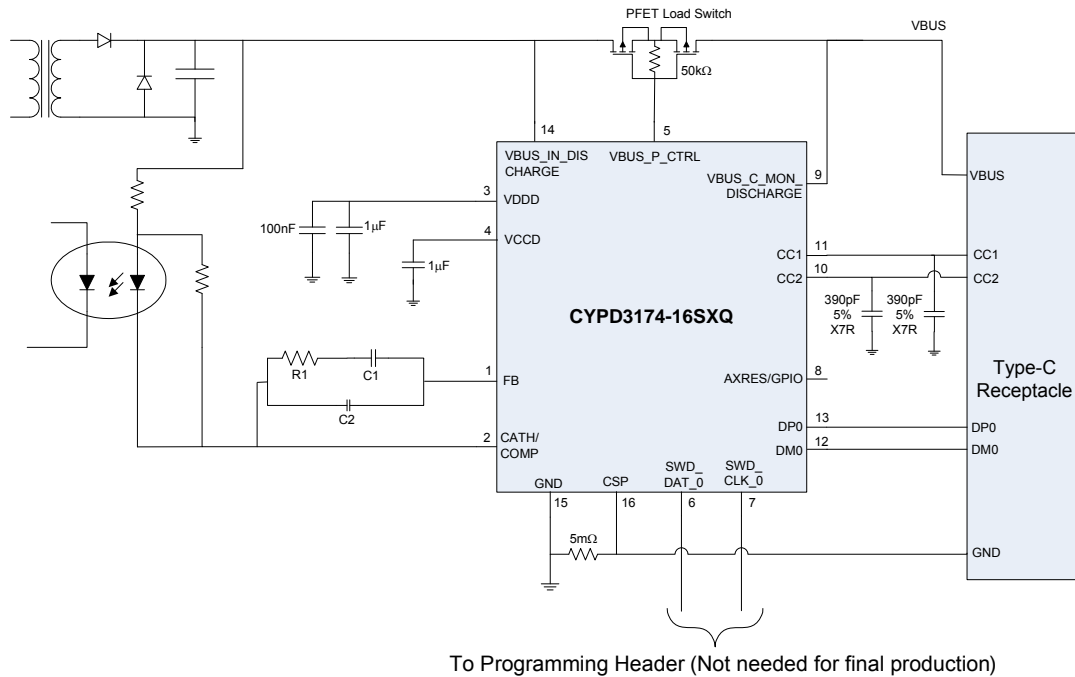 PFET Load Switch
VBUS
50kΩ
14
5
VBUS_IN_DIS
CHARGE
VBUS_P_CTRL
VBUS_C_MON_
DISCHARGE
9
VBUS
3
VDDD
100nF
1μF
4
VCCD
1μF
11
CC1
CC1
10
CC2
CC2
390pF
5%
X7R
390pF
5%
X7R
CYPD3174-16SXQ
Type-C
Receptacle
R1
C1
C2
1
FB
8
AXRES/GPIO
13
DP0
DP0
12
DM0
DM0
2
CATH/
COMP
GND
CSP
SWD_
DAT_0
SWD_
CLK_0
15
16
6
7
5mΩ
GND
To Programming Header (Not needed for final production)